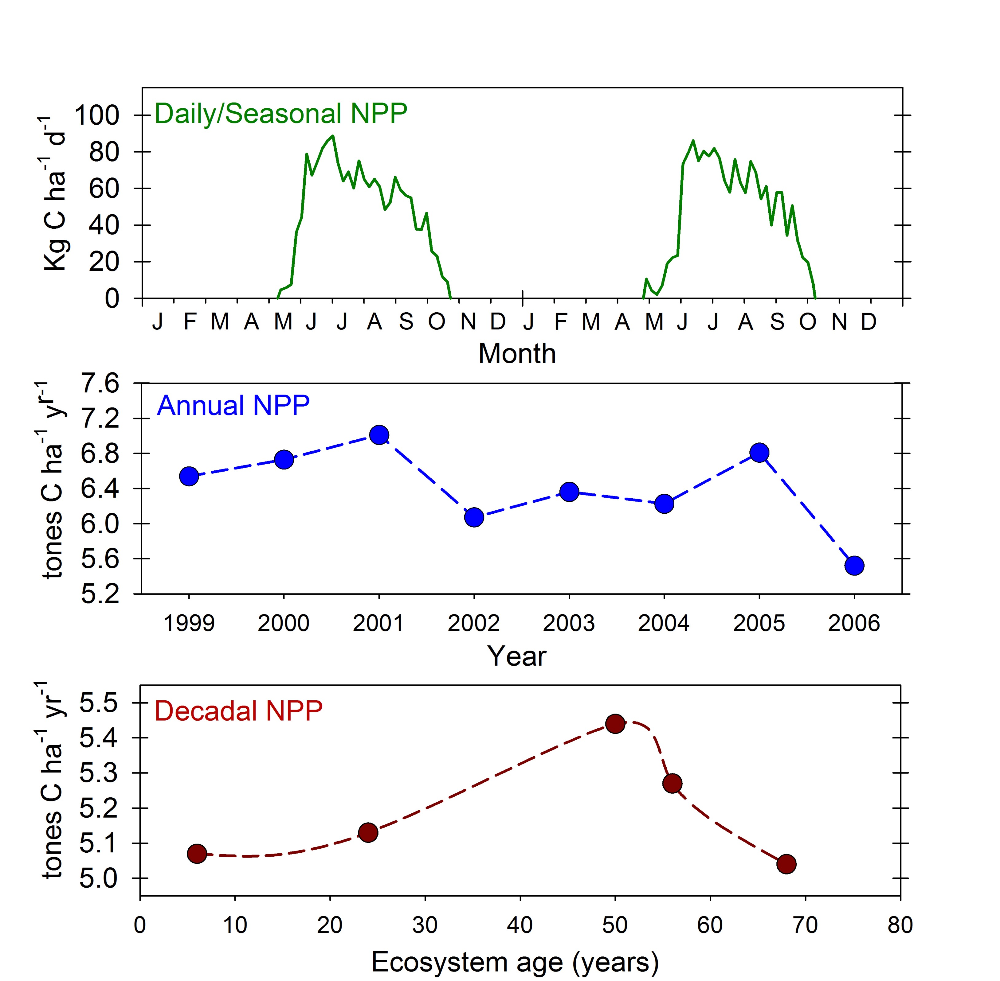 Daily/Seasonal NPP
Kg C ha⁻¹ d⁻¹
100
80
60
40
20
0
J F M A M J J A S O N D J F M A M J J A S O N D
Month
Annual NPP
tones C ha⁻¹ yr⁻¹
7.6
7.2
6.8
6.4
6.0
5.6
5.2
1999 2000 2001 2002 2003 2004 2005 2006
Year
Decadal NPP
tones C ha⁻¹ yr⁻¹
5.5
5.4
5.3
5.2
5.1
5.0
0 10 20 30 40 50 60 70 80
Ecosystem age (years)